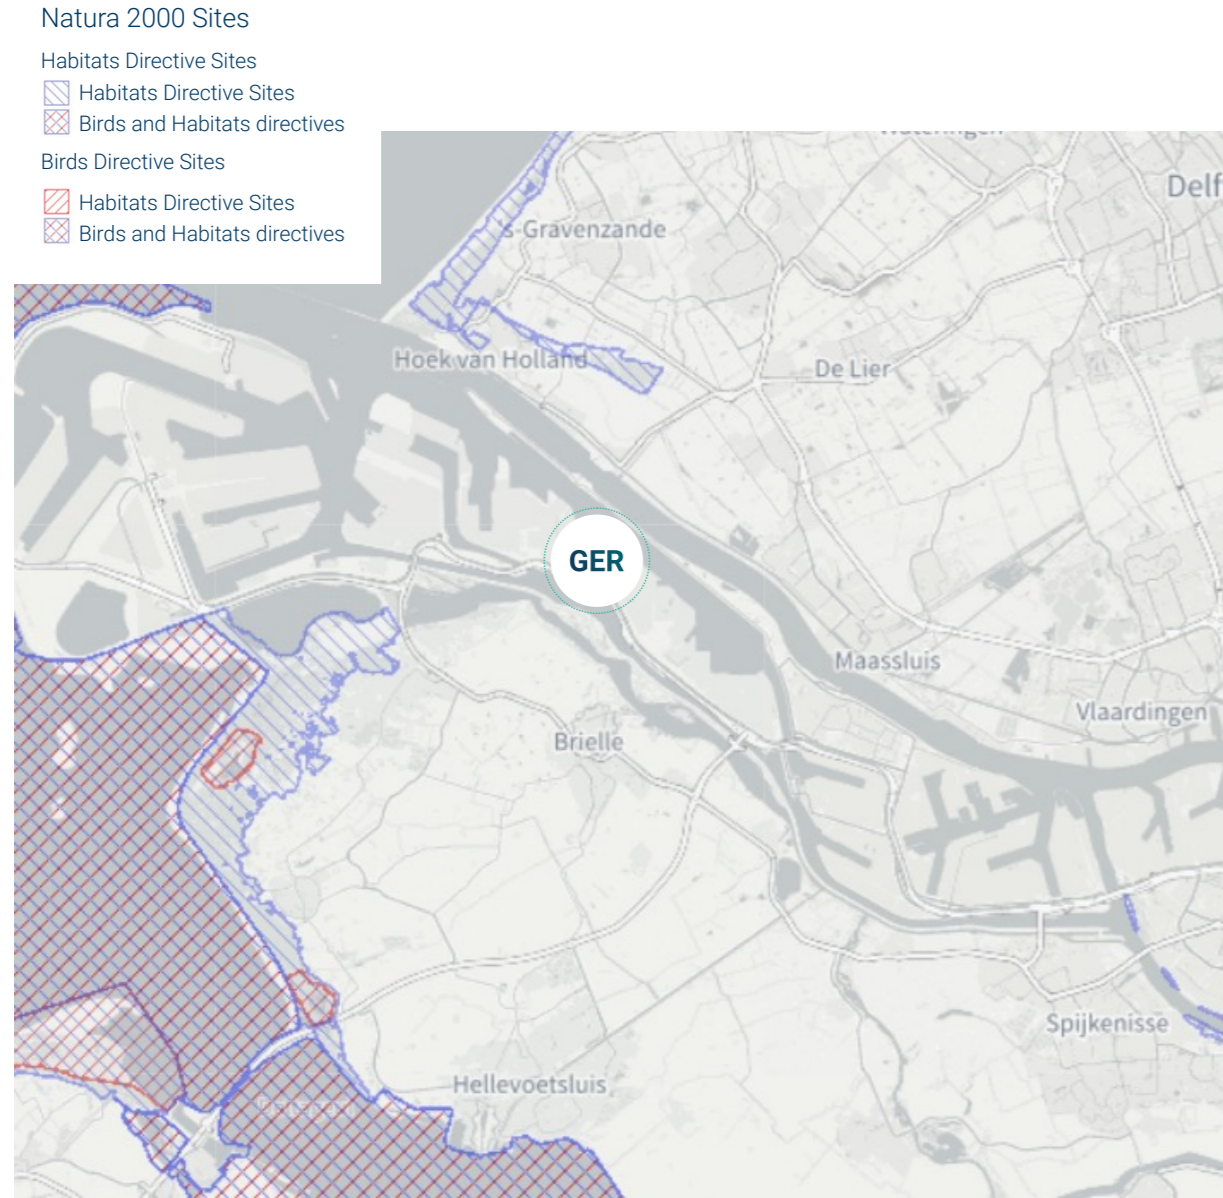 Natura 2000 Sites
Habitats Directive Sites
Habitats Directive Sites
Birds and Habitats directives
Birds Directive Sites
Habitats Directive Sites
Birds and Habitats directives
Wateringen
Delf
's-Gravenzande
Hoek van Holland
De Lier
GER
Maassluis
Vlaardingen
Brielle
Spijkenisse
Hellevoetsluis